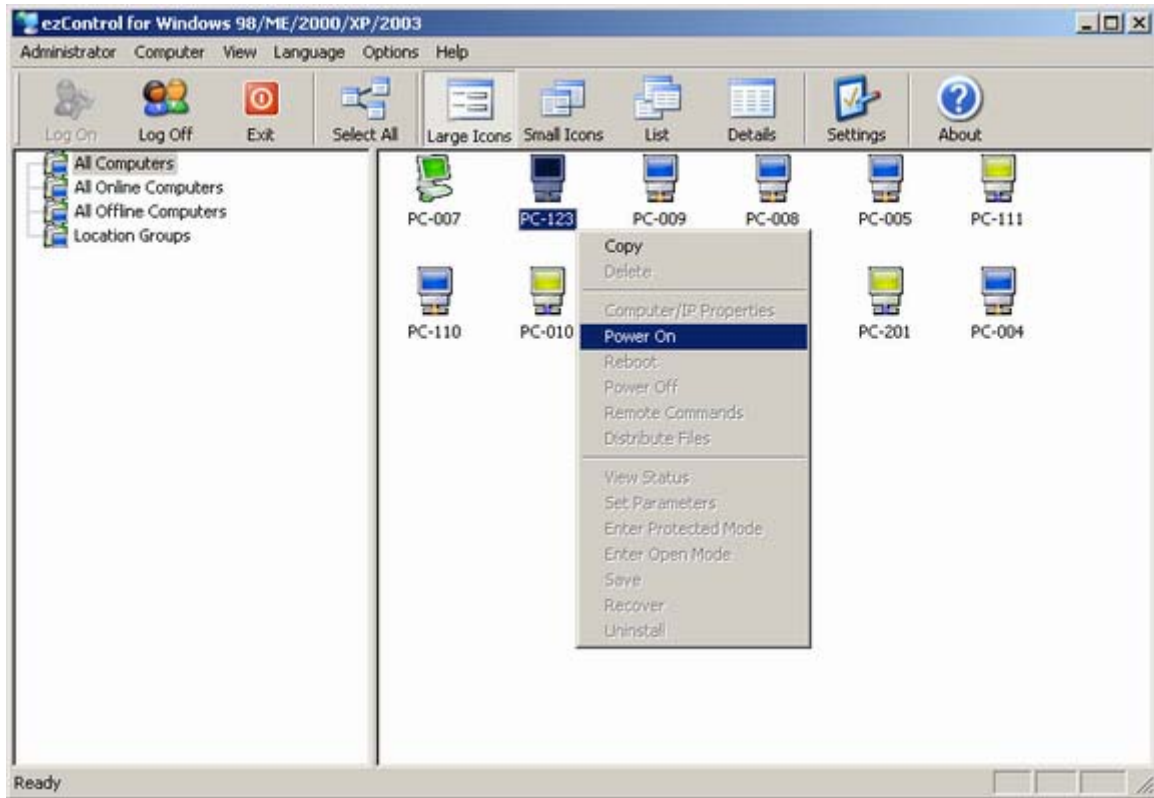 ezControl for Windows 98/ME/2000/XP/2003
Administrator Computer View Language Options Help
Log On Log Off Exit Select All Large Icons Small Icons List Details Settings About
All Computers
All Online Computers
All Offline Computers
Location Groups
PC-007 PC-123 PC-009 PC-008 PC-005 PC-111
PC-110 PC-010 PC-201 PC-004
Copy
Delete
Computer/IP Properties
Power On
Reboot
Power Off
Remote Commands
Distribute Files
View Status
Set Parameters
Enter Protected Mode
Enter Open Mode
Save
Recover
Uninstall
Ready